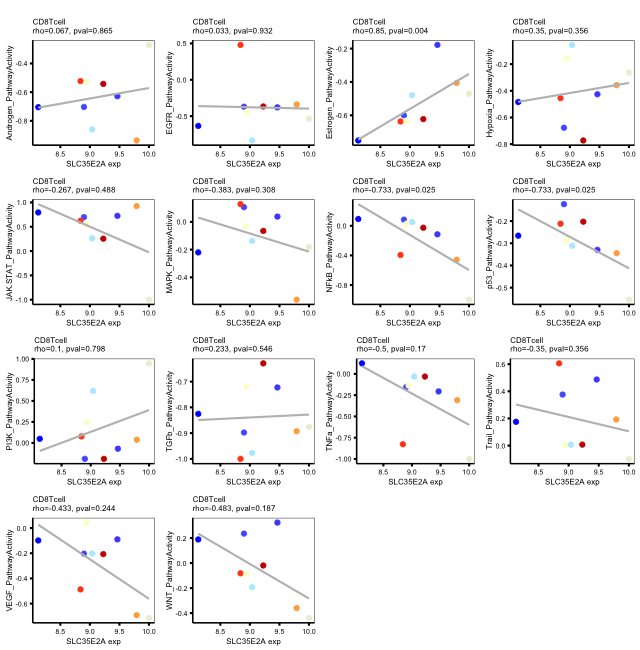 CD8Tcell
rho=0.067, pval=0.865
Androgen_PathwayActivity
-0.4
-0.6
-0.8
8.5 9.0 9.5 10.0
SLC35E2A exp
CD8Tcell
rho=0.033, pval=0.932
EGFR_PathwayActivity
0.5
0.0
-0.5
8.5 9.0 9.5 10.0
SLC35E2A exp
CD8Tcell
rho=0.85, pval=0.004
Estrogen_PathwayActivity
-0.2
-0.4
-0.6
8.5 9.0 9.5 10.0
SLC35E2A exp
CD8Tcell
rho=0.35, pval=0.356
Hypoxia_PathwayActivity
0.0
-0.2
-0.4
-0.6
-0.8
8.5 9.0 9.5 10.0
SLC35E2A exp
CD8Tcell
rho=-0.267, pval=0.488
JAK.STAT_PathwayActivity
1.0
0.5
0.0
-0.5
-1.0
8.5 9.0 9.5 10.0
SLC35E2A exp
CD8Tcell
rho=-0.383, pval=0.308
MAPK_PathwayActivity
0.0
-0.2
-0.4
-0.6
8.5 9.0 9.5 10.0
SLC35E2A exp
CD8Tcell
rho=-0.733, pval=0.025
NFkB_PathwayActivity
0.0
-0.4
-0.8
8.5 9.0 9.5 10.0
SLC35E2A exp
CD8Tcell
rho=-0.733, pval=0.025
p53_PathwayActivity
-0.2
-0.3
-0.4
-0.5
8.5 9.0 9.5 10.0
SLC35E2A exp
CD8Tcell
rho=0.1, pval=0.798
PI3K_PathwayActivity
1.00
0.75
0.50
0.25
0.00
8.5 9.0 9.5 10.0
SLC35E2A exp
CD8Tcell
rho=0.233, pval=0.546
TGFb_PathwayActivity
-0.7
-0.8
-0.9
-1.0
8.5 9.0 9.5 10.0
SLC35E2A exp
CD8Tcell
rho=-0.5, pval=0.17
TNFa_PathwayActivity
0.00
-0.25
-0.50
-0.75
-1.00
8.5 9.0 9.5 10.0
SLC35E2A exp
CD8Tcell
rho=-0.35, pval=0.356
Trail_PathwayActivity
0.6
0.4
0.2
0.0
8.5 9.0 9.5 10.0
SLC35E2A exp
CD8Tcell
rho=-0.433, pval=0.244
VEGF_PathwayActivity
0.0
-0.2
-0.4
-0.6
8.5 9.0 9.5 10.0
SLC35E2A exp
CD8Tcell
rho=-0.483, pval=0.187
WNT_PathwayActivity
0.2
0.0
-0.2
-0.4
8.5 9.0 9.5 10.0
SLC35E2A exp